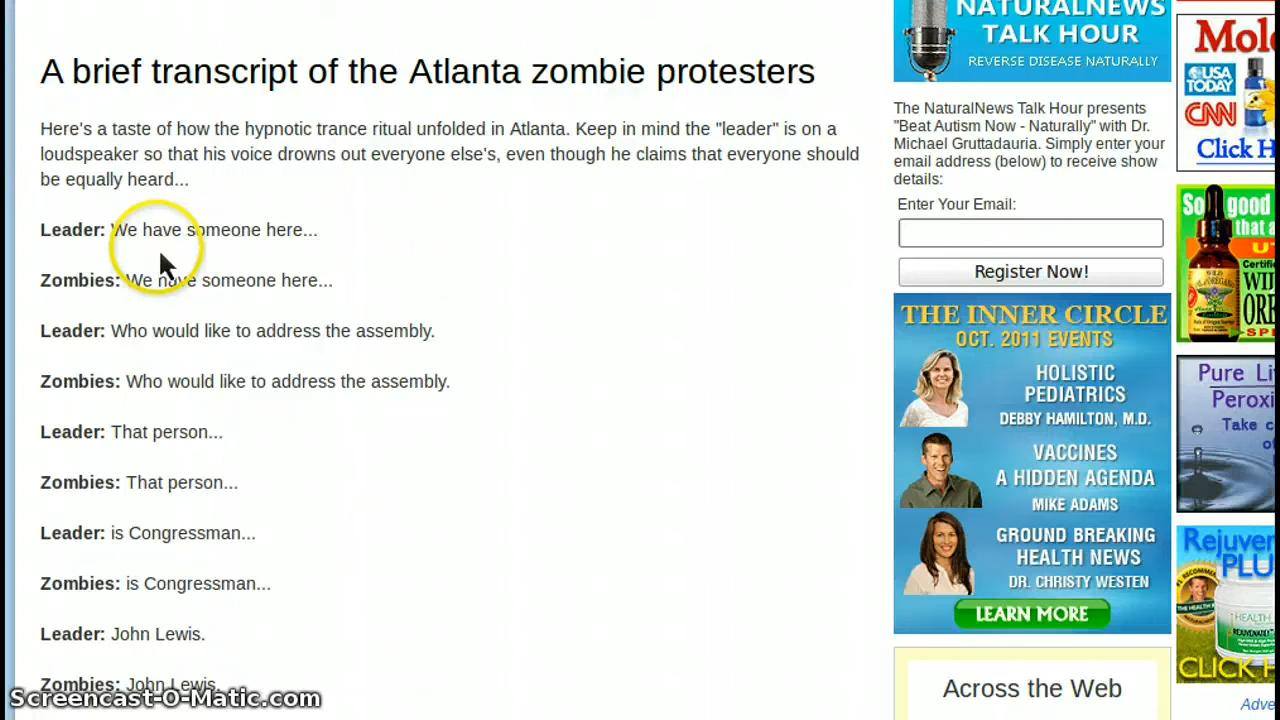 A brief transcript of the Atlanta zombie protesters
Here's a taste of how the hypnotic trance ritual unfolded in Atlanta. Keep in mind the "leader" is on a
loudspeaker so that his voice drowns out everyone else's, even though he claims that everyone should
be equally heard...
Leader: We have someone here...
Zombies: We have someone here...
Leader: Who would like to address the assembly.
Zombies: Who would like to address the assembly.
Leader: That person...
Zombies: That person...
Leader: is Congressman...
Zombies: is Congressman...
Leader: John Lewis.
Zombies: John Lewis.
Screencast-O-Matic.com
NATURALNEWS
TALK HOUR
REVERSE DISEASE NATURALLY
The NaturalNews Talk Hour presents
"Beat Autism Now - Naturally" with Dr.
Michael Gruttadauria. Simply enter your
email address (below) to receive show
details:
Enter Your Email:
Register Now!
THE INNER CIRCLE
OCT. 2011 EVENTS
HOLISTIC
PEDIATRICS
DEBBY HAMILTON, M.D.
VACCINES
A HIDDEN AGENDA
MIKE ADAMS
GROUND BREAKING
HEALTH NEWS
DR. CHRISTY WESTEN
LEARN MORE
Across the Web
USA
TODAY
CNN
Click
So good
Pure
Take
CLICK